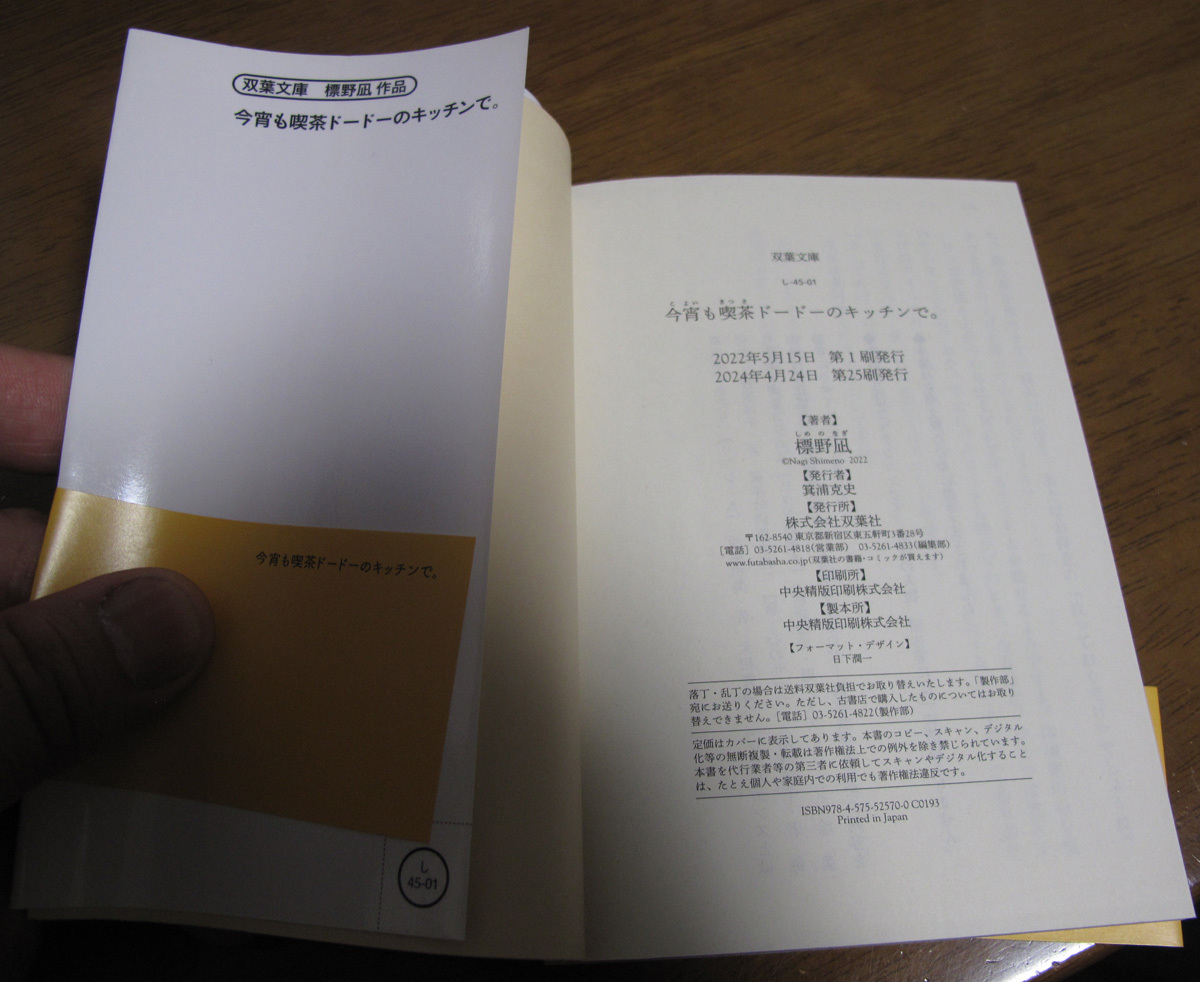 双葉文庫 標野凪 作品
今宵も喫茶ドードーのキッチンで。
今宵も喫茶ドードーのキッチンで。
し
45-01
双葉文庫
し-45-01
こ よい きっ さ
今宵も喫茶ドードーのキッチンで。
2022年5月15日 第1刷発行
2024年4月24日 第25刷発行
【著者】
しめ の なぎ
標野凪
©Nagi Shimeno 2022
【発行者】
箕浦克史
【発行所】
株式会社双葉社
〒162-8540 東京都新宿区東五軒町3番28号
［電話］ 03-5261-4818(営業部) 03-5261-4833(編集部)
www.futabasha.co.jp(双葉社の書籍・コミックが買えます)
【印刷所】
中央精版印刷株式会社
【製本所】
中央精版印刷株式会社
【フォーマット・デザイン】
日下潤一
落丁・乱丁の場合は送料双葉社負担でお取り替えいたします。「製作部」
宛にお送りください。ただし、古書店で購入したものについてはお取り
替えできません。［電話］ 03-5261-4822(製作部)
定価はカバーに表示してあります。本書のコピー、スキャン、デジタル
化等の無断複製・転載は著作権法上での例外を除き禁じられています。
本書を代行業者等の第三者に依頼してスキャンやデジタル化すること
は、たとえ個人や家庭内での利用でも著作権法違反です。
ISBN978-4-575-52570-0 C0193
Printed in Japan